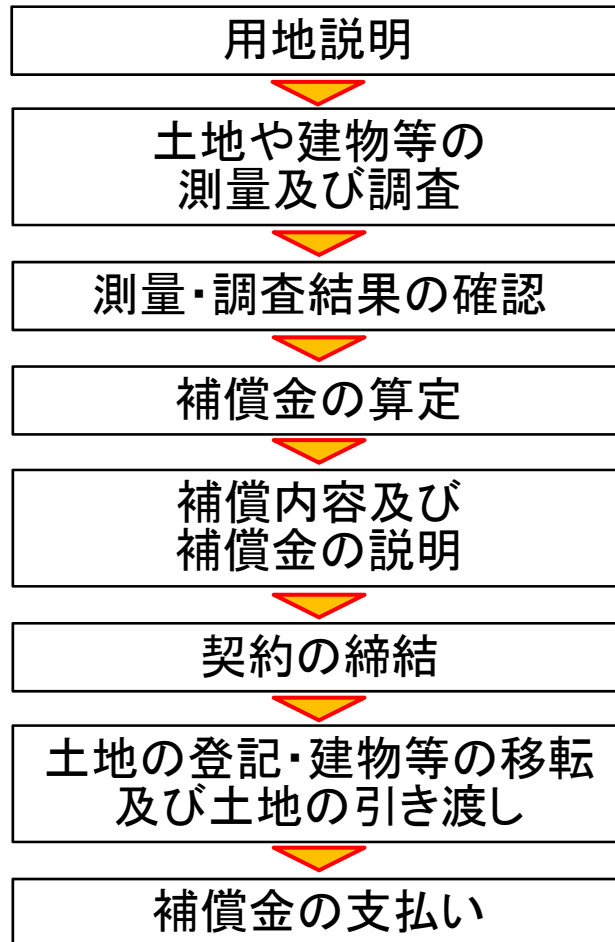 用地説明
土地や建物等の
測量及び調査
測量・調査結果の確認
補償金の算定
補償内容及び
補償金の説明
契約の締結
土地の登記・建物等の移転
及び土地の引き渡し
補償金の支払い